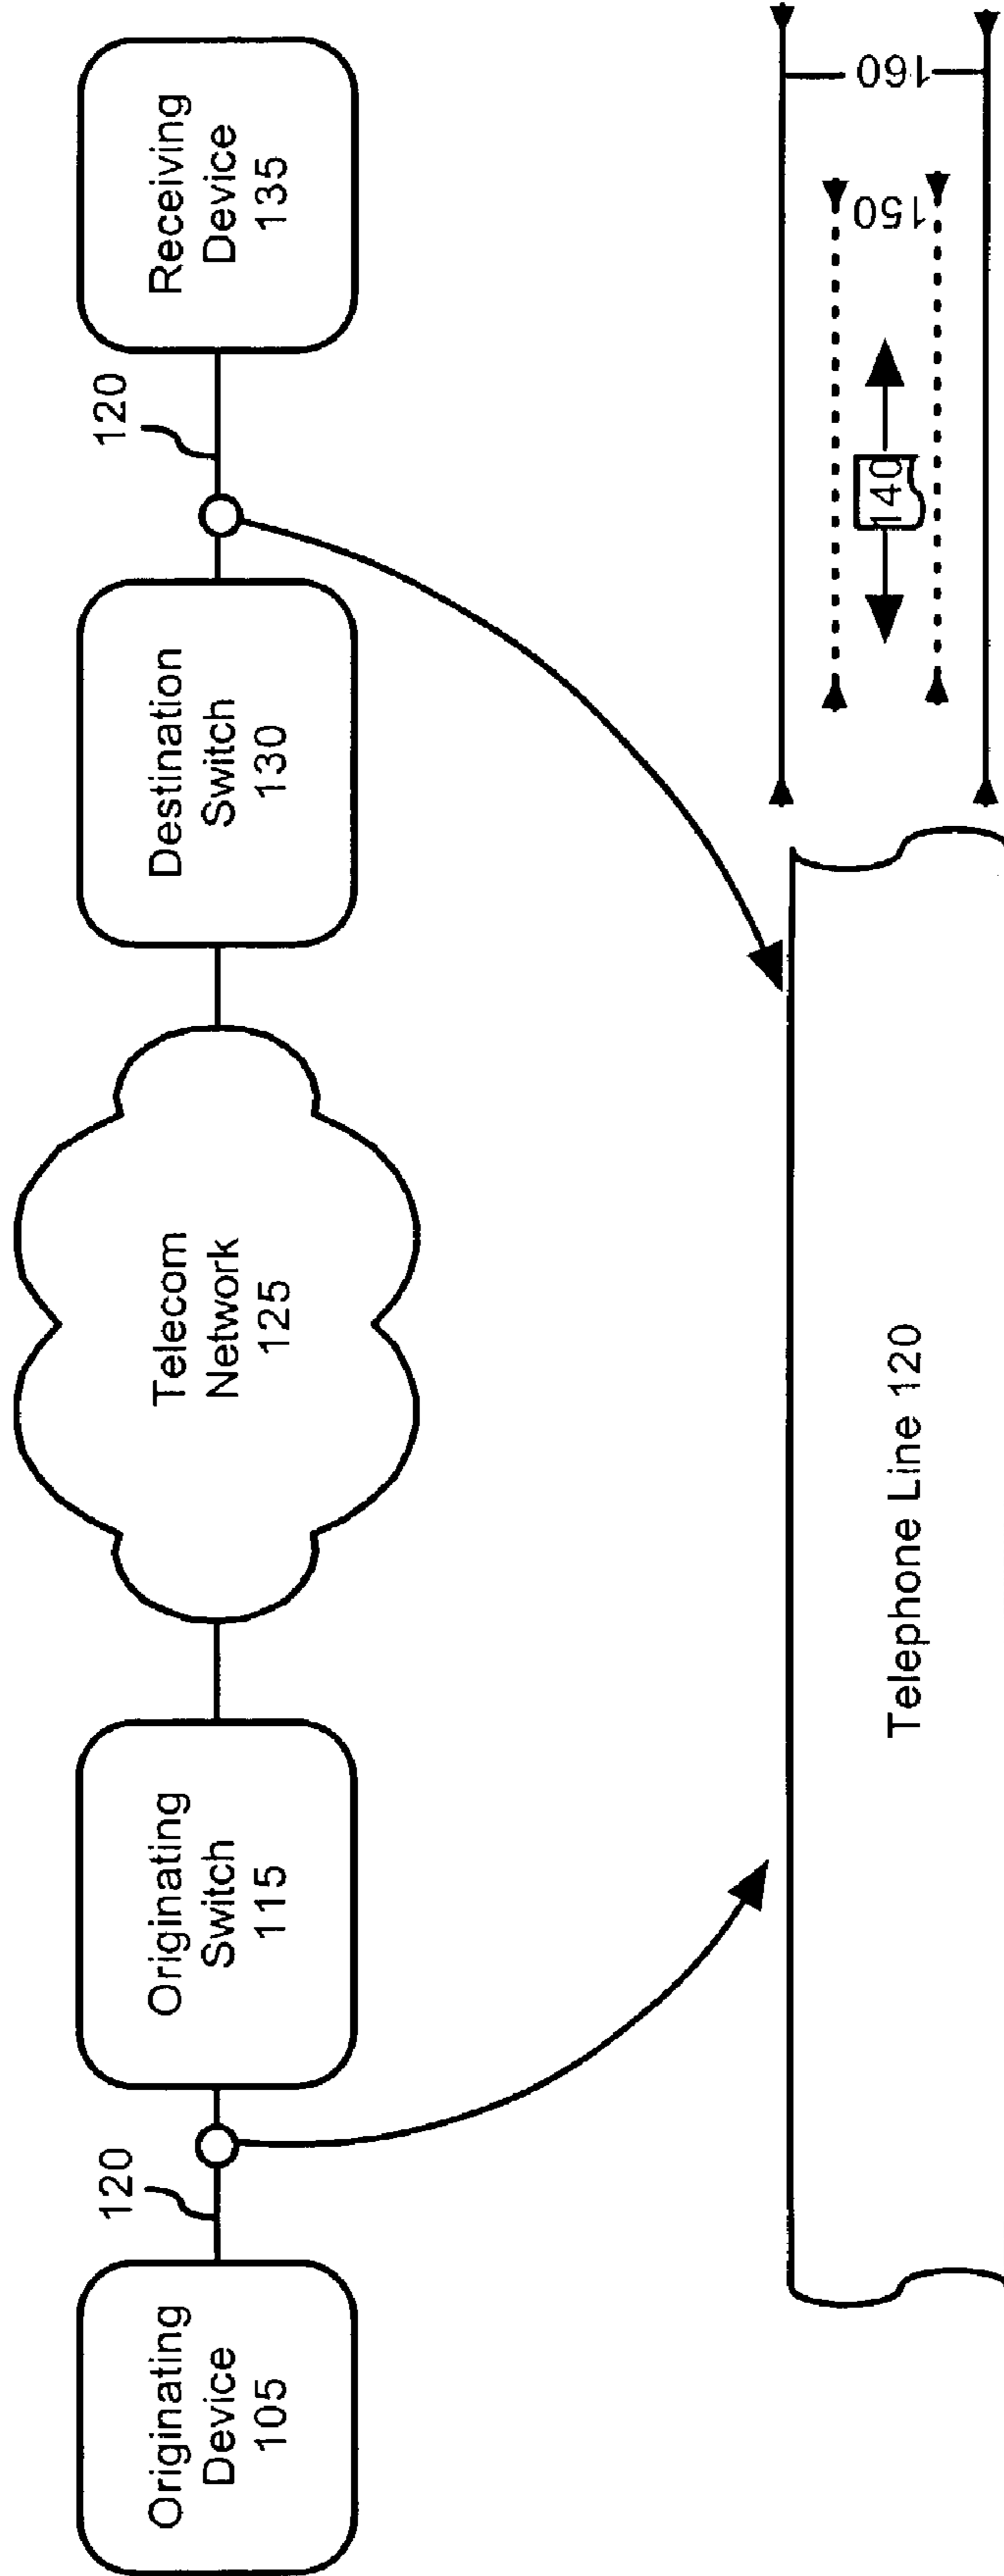 Originating
Device
105
120
Originating
Switch
115
Telecom
Network
125
Destination
Switch
130
120
Receiving
Device
135
Telephone Line 120
140
150
160